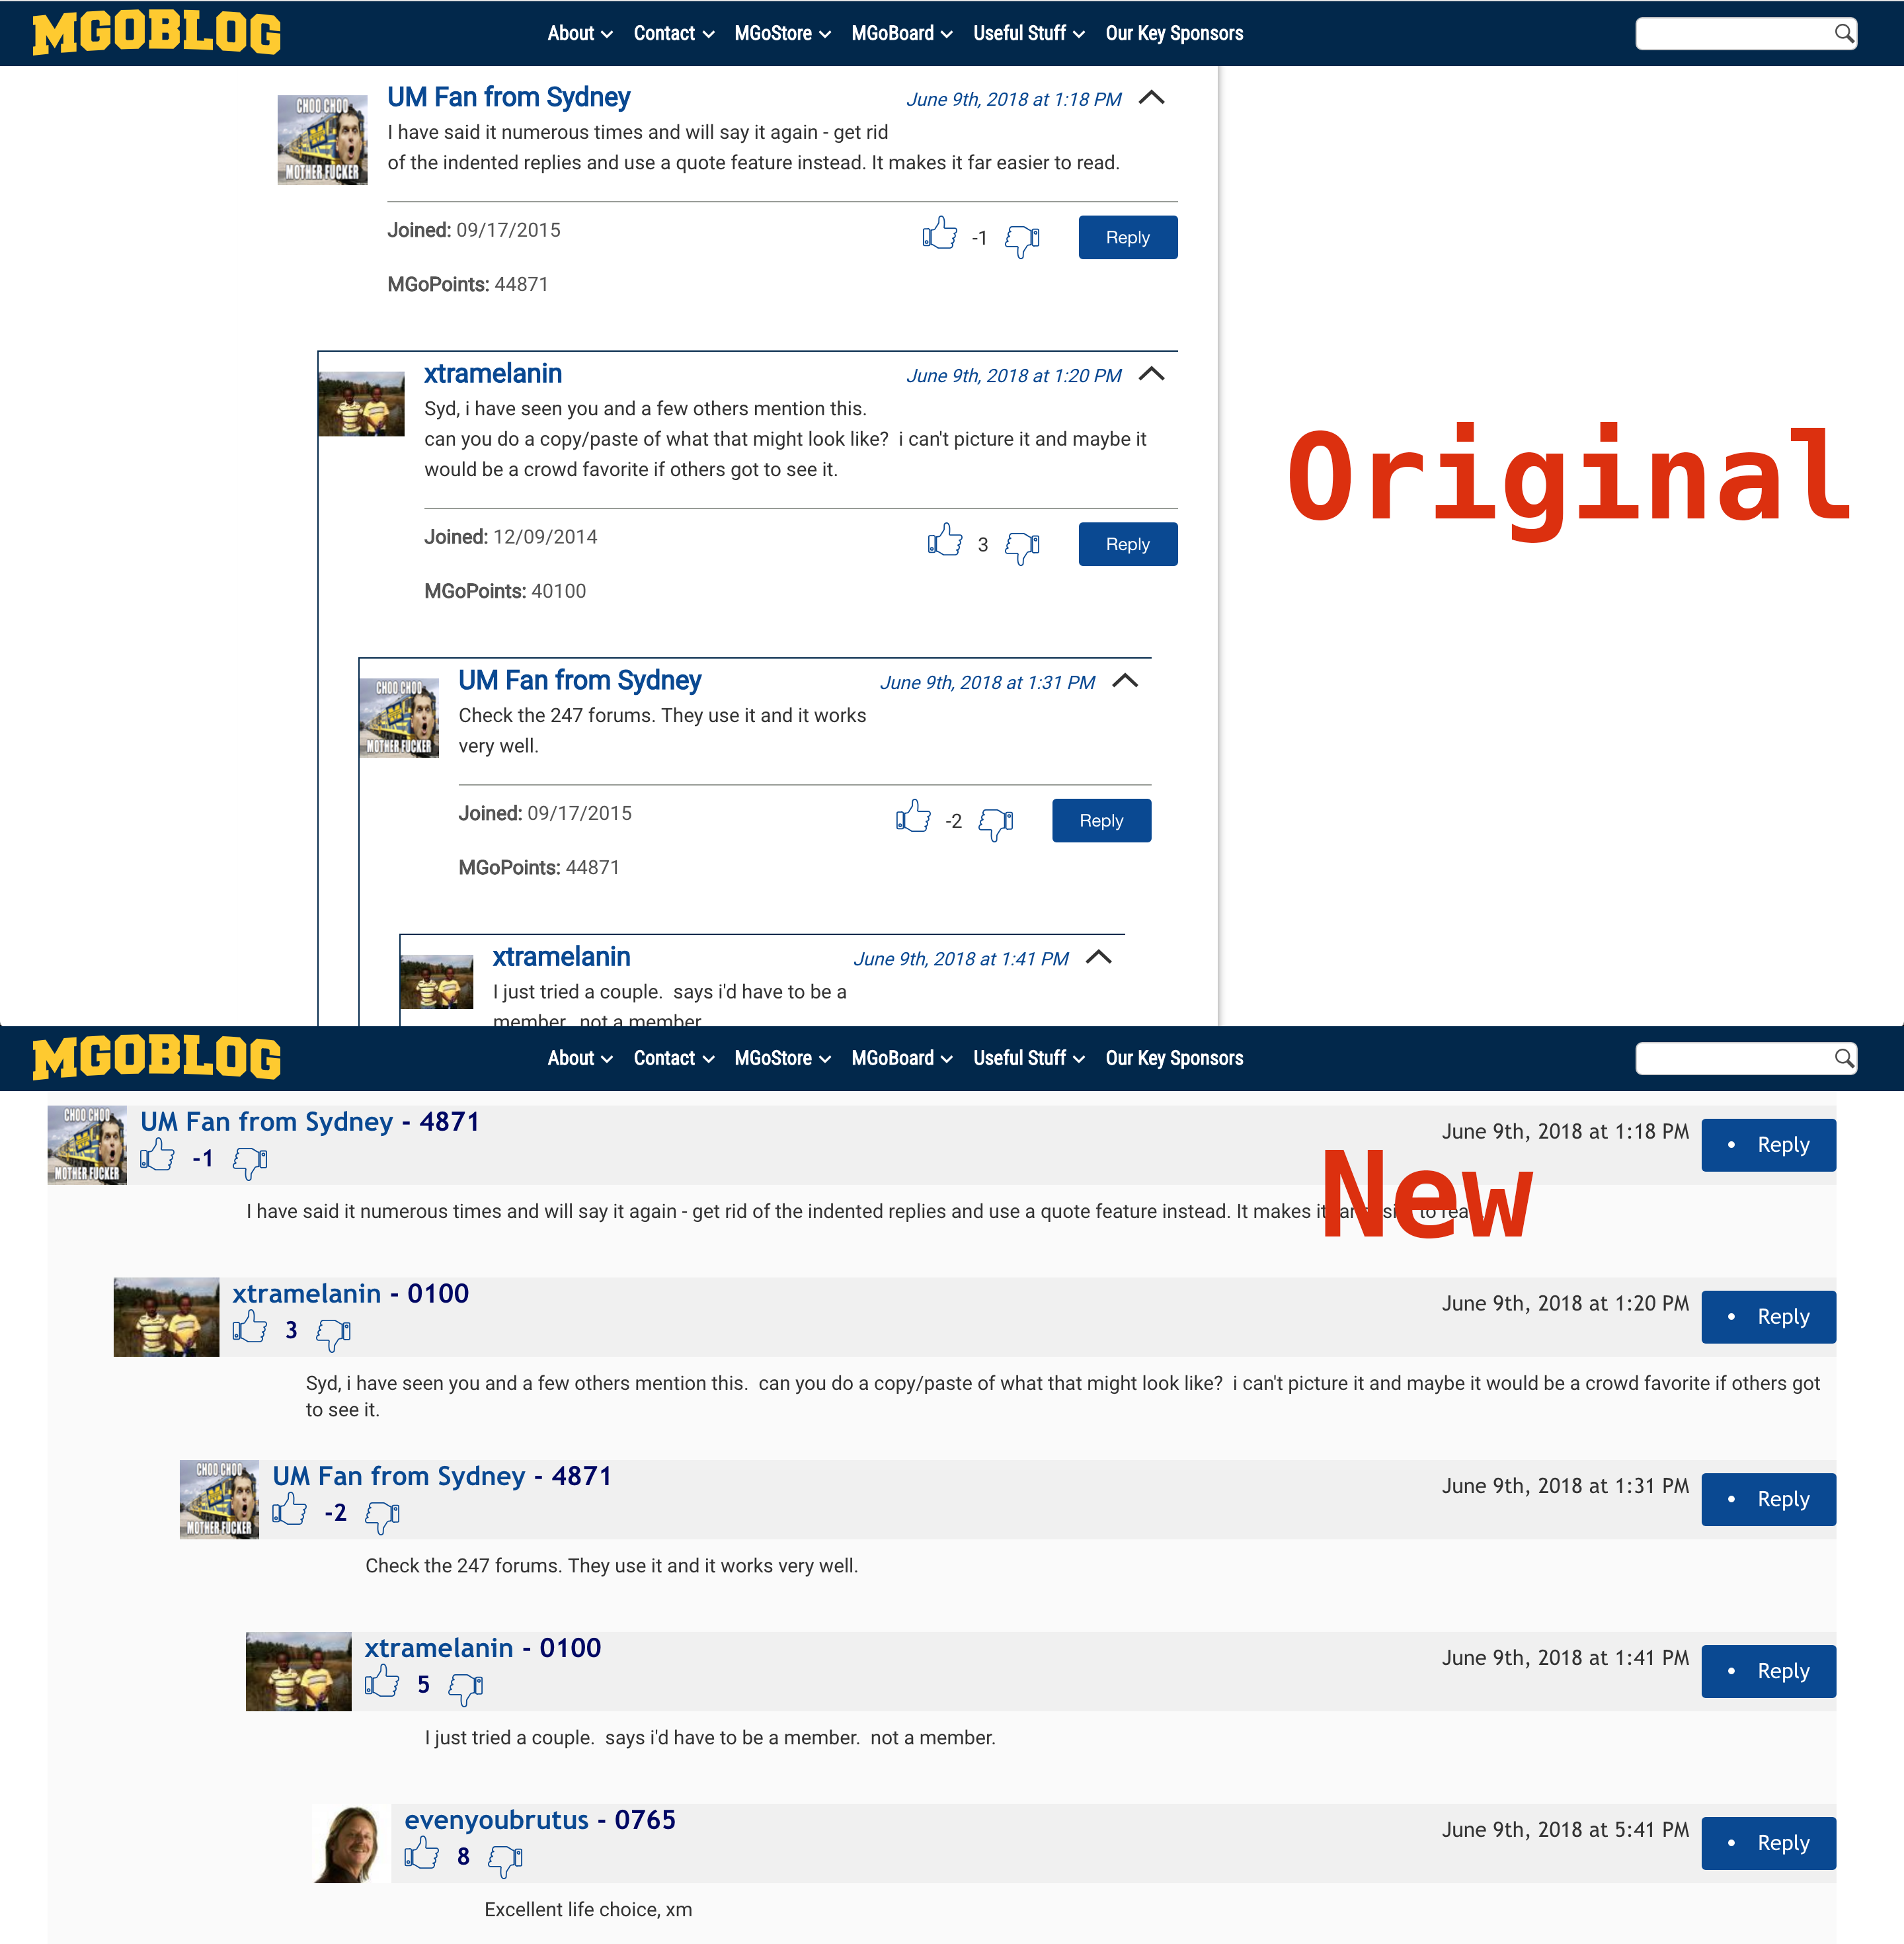 MGOBLOG
About Contact MGoStore MGoBoard Useful Stuff Our Key Sponsors
CHOO CHOO
MOTHER FUCKER
UM Fan from Sydney June 9th, 2018 at 1:18 PM
I have said it numerous times and will say it again - get rid
of the indented replies and use a quote feature instead. It makes it far easier to read.
Joined: 09/17/2015 -1 Reply
MGoPoints: 44871
xtramelanin June 9th, 2018 at 1:20 PM
Syd, i have seen you and a few others mention this.
can you do a copy/paste of what that might look like?  i can't picture it and maybe it
would be a crowd favorite if others got to see it.
Original
Joined: 12/09/2014 3 Reply
MGoPoints: 40100
CHOO CHOO
MOTHER FUCKER
UM Fan from Sydney June 9th, 2018 at 1:31 PM
Check the 247 forums. They use it and it works
very well.
Joined: 09/17/2015 -2 Reply
MGoPoints: 44871
xtramelanin June 9th, 2018 at 1:41 PM
I just tried a couple.  says i'd have to be a
member.  not a member.
MGOBLOG
About Contact MGoStore MGoBoard Useful Stuff Our Key Sponsors
CHOO CHOO
MOTHER FUCKER
UM Fan from Sydney - 4871 June 9th, 2018 at 1:18 PM • Reply
-1
New
I have said it numerous times and will say it again - get rid of the indented replies and use a quote feature instead. It makes it
xtramelanin - 0100 June 9th, 2018 at 1:20 PM • Reply
3
Syd, i have seen you and a few others mention this.  can you do a copy/paste of what that might look like?  i can't picture it and maybe it would be a crowd favorite if others got
to see it.
CHOO CHOO
MOTHER FUCKER
UM Fan from Sydney - 4871 June 9th, 2018 at 1:31 PM • Reply
-2
Check the 247 forums. They use it and it works very well.
xtramelanin - 0100 June 9th, 2018 at 1:41 PM • Reply
5
I just tried a couple.  says i'd have to be a member.  not a member.
evenyoubrutus - 0765 June 9th, 2018 at 5:41 PM • Reply
8
Excellent life choice, xm